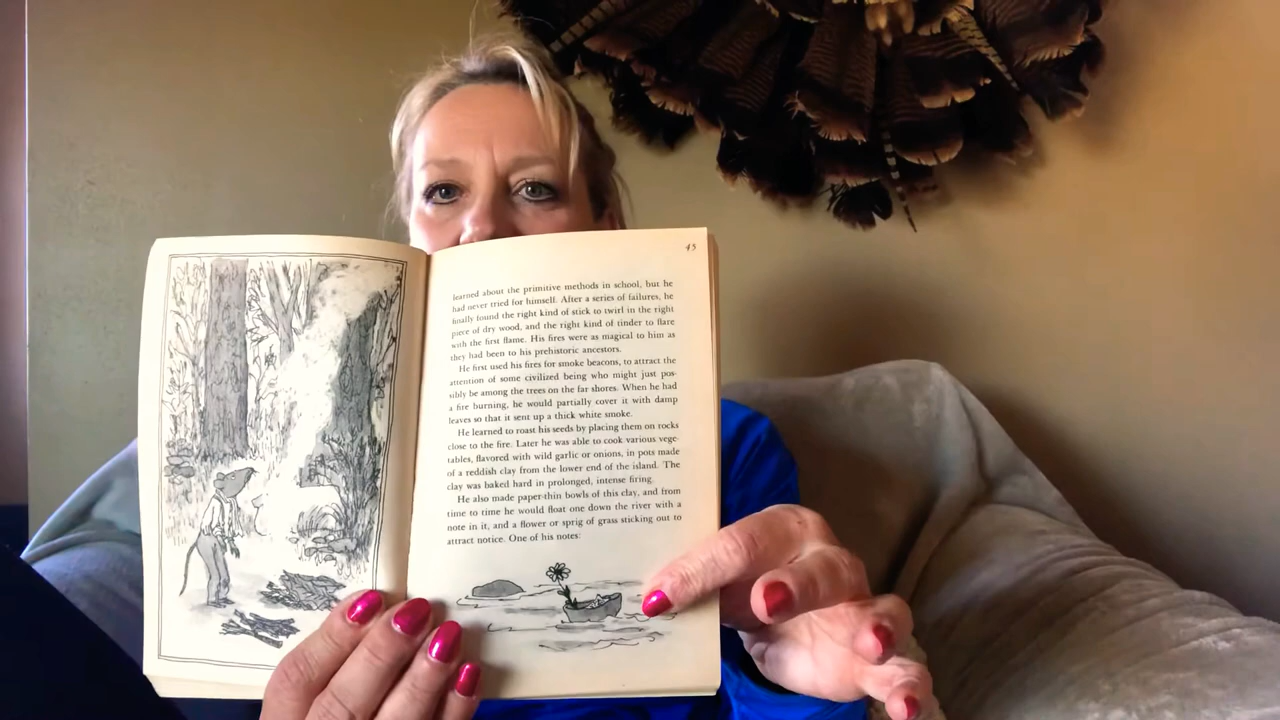 45
learned about the primitive methods in school, but he
had never tried for himself. After a series of failures, he
finally found the right kind of stick to twirl in the right
piece of dry wood, and the right kind of tinder to flare
with the first flame. His fires were as magical to him as
they had been to his prehistoric ancestors.
He first used his fires for smoke beacons, to attract the
attention of some civilized being who might just pos-
sibly be among the trees on the far shores. When he had
a fire burning, he would partially cover it with damp
leaves so that it sent up a thick white smoke.
He learned to roast his seeds by placing them on rocks
close to the fire. Later he was able to cook various vege-
tables, flavored with wild garlic or onions, in pots made
of a reddish clay from the lower end of the island. The
clay was baked hard in prolonged, intense firing.
He also made paper-thin bowls of this clay, and from
time to time he would float one down the river with a
note in it, and a flower or sprig of grass sticking out to
attract notice. One of his notes: